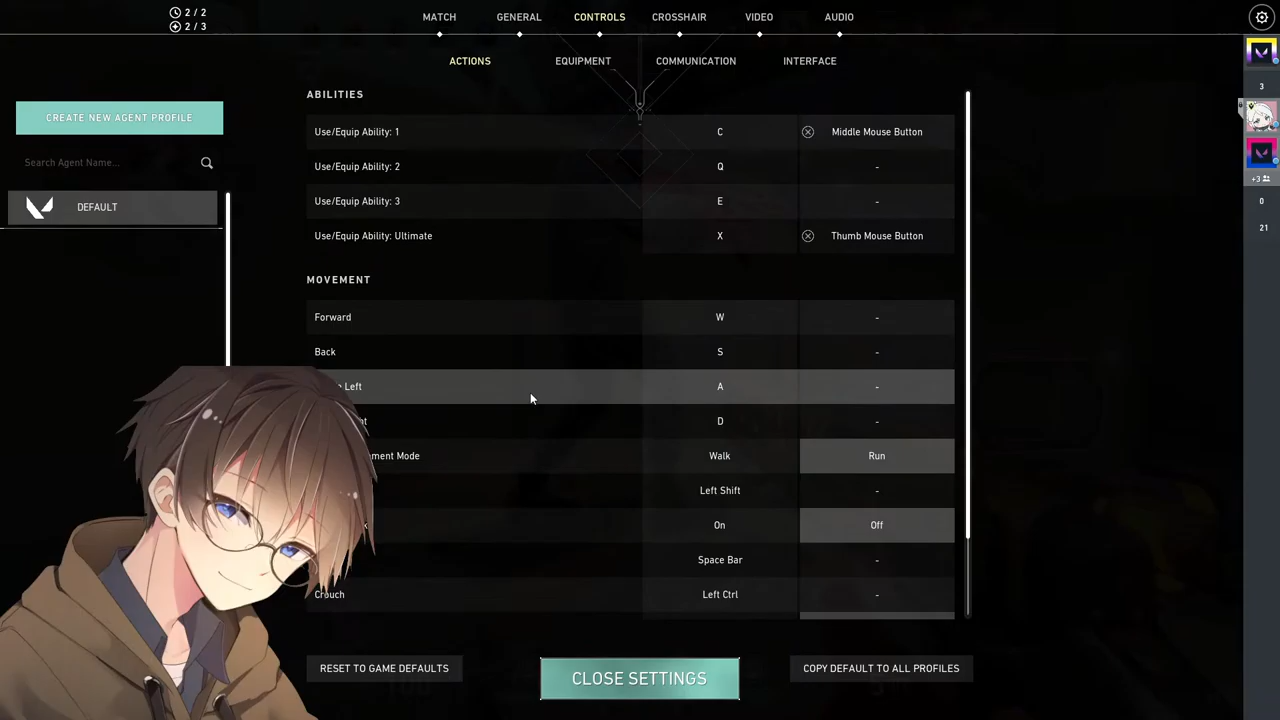 2 / 2
2 / 3
MATCH GENERAL CONTROLS CROSSHAIR VIDEO AUDIO
ACTIONS EQUIPMENT COMMUNICATION INTERFACE
CREATE NEW AGENT PROFILE
Search Agent Name...
DEFAULT
ABILITIES
Use/Equip Ability: 1 C Middle Mouse Button
Use/Equip Ability: 2 Q -
Use/Equip Ability: 3 E -
Use/Equip Ability: Ultimate X Thumb Mouse Button
MOVEMENT
Forward W -
Back S -
Left A -
D -
Mode Walk Run
Left Shift -
On Off
Space Bar -
Crouch Left Ctrl -
RESET TO GAME DEFAULTS
CLOSE SETTINGS
COPY DEFAULT TO ALL PROFILES
3
+3
0
21